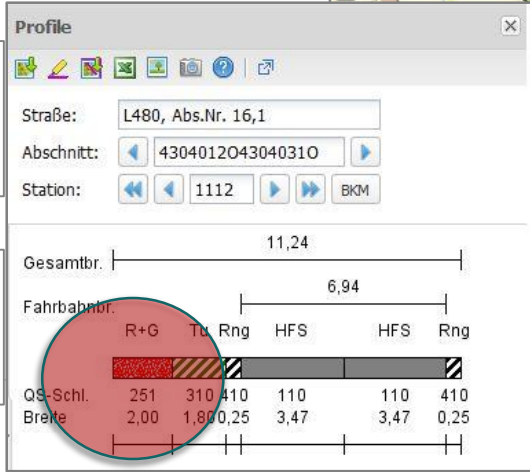 Profile
Straße: L480, Abs.Nr. 16,1
Abschnitt: 4304012O4304031O
Station: 1112 BKM
11,24
Gesamtbr.
6,94
Fahrbahnbr.
R+G Tu Rng HFS HFS Rng
QS-Schl. 251 310 410 110 110 410
Breite 2,00 1,80 0,25 3,47 3,47 0,25